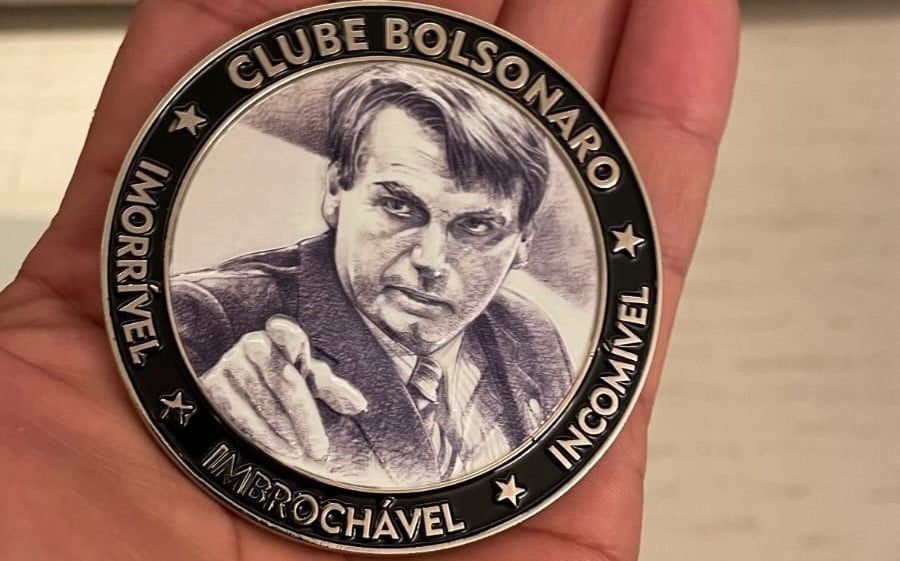 CLUBE BOLSONARO
IMORRÍVEL
IMBROCHÁVEL
INCOMÍVEL